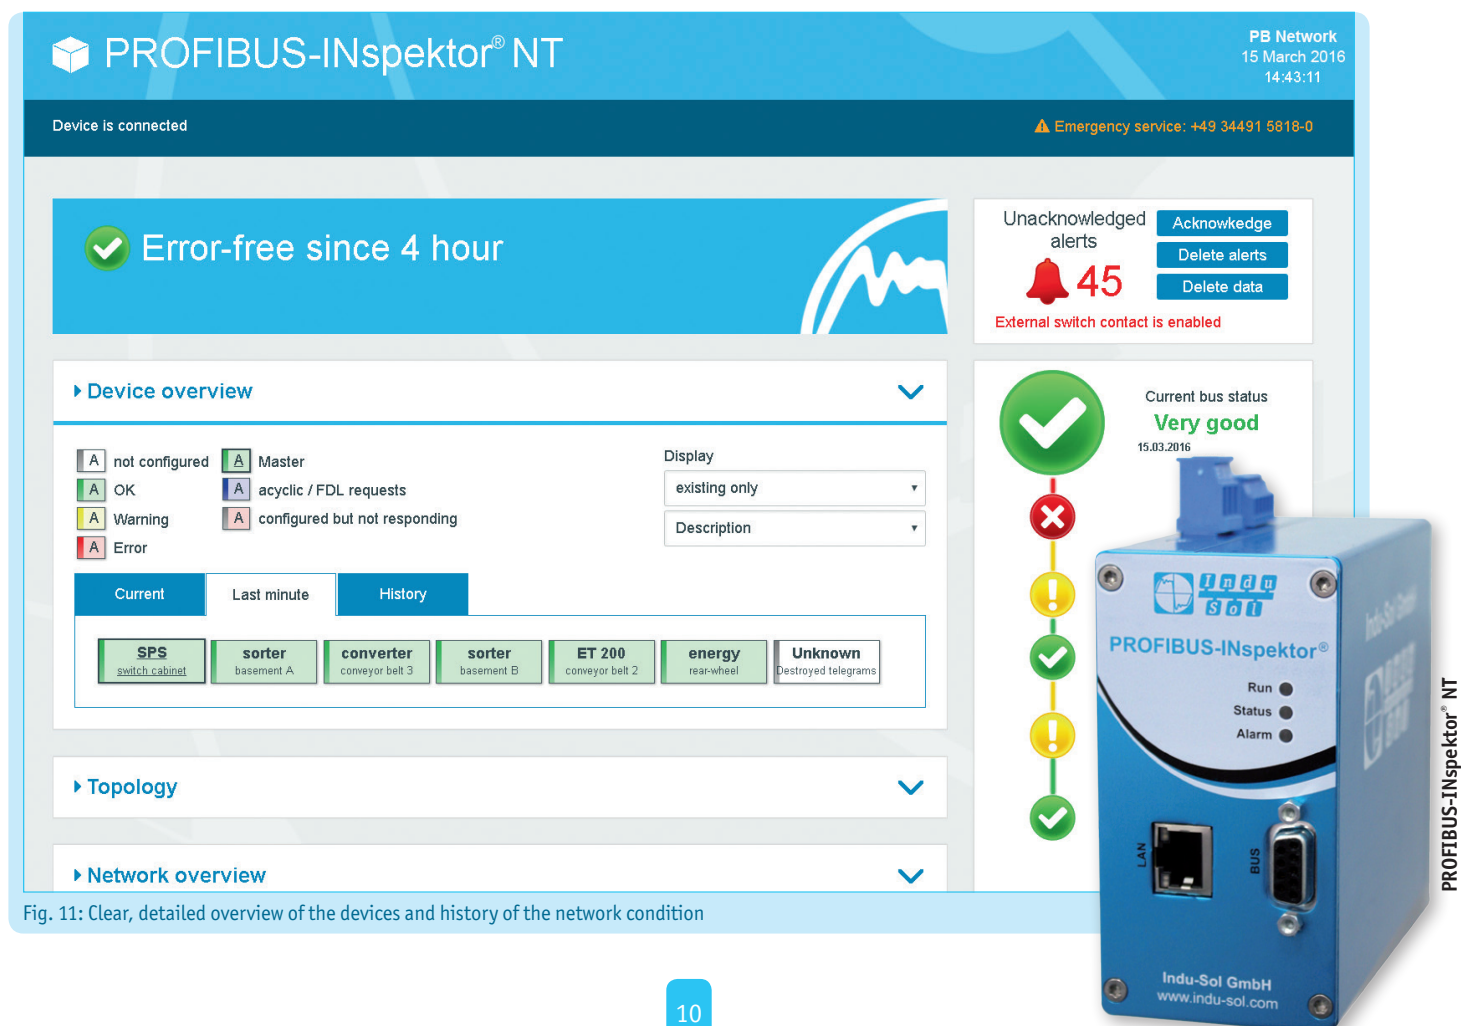 PROFIBUS-INspektor® NT
PB Network
15 March 2016
14:43:11
Device is connected
Emergency service: +49 34491 5818-0
Error-free since 4 hour
Unacknowledged
alerts
45
Acknowkedge
Delete alerts
Delete data
External switch contact is enabled
Device overview
A not configured
A Master
A OK
A acyclic / FDL requests
A Warning
A configured but not responding
A Error
Display
existing only
Description
Current
Last minute
History
SPS
switch cabinet
sorter
basement A
converter
conveyor belt 3
sorter
basement B
ET 200
conveyor belt 2
energy
rear-wheel
Unknown
Destroyed telegrams
Topology
Network overview
Current bus status
Very good
15.03.2016
Indu
Sol
PROFIBUS-INspektor®
Run
Status
Alarm
LAN
BUS
Indu-Sol GmbH
www.indu-sol.com
Indu-Sol GmbH
PROFIBUS-INspektor® NT
Fig. 11: Clear, detailed overview of the devices and history of the network condition
10